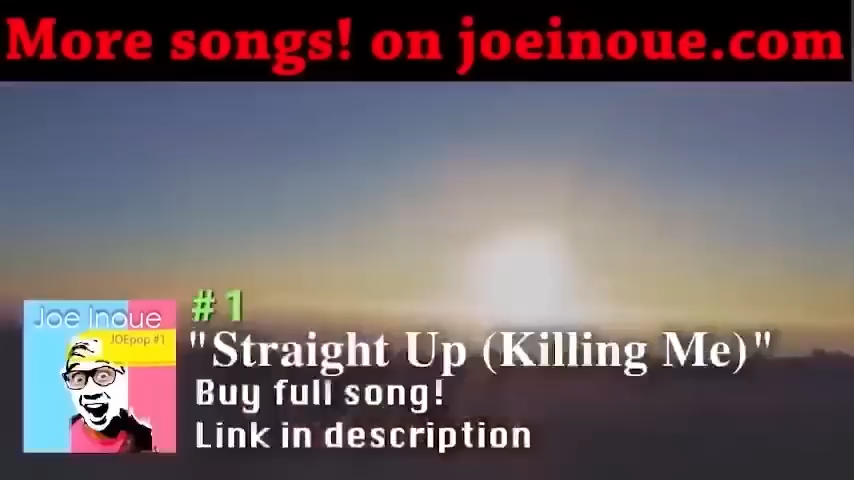 More songs! on joeinoue.com
#1
"Straight Up (Killing Me)"
Buy full song!
Link in description
Joe Inoue
JOEpop #1